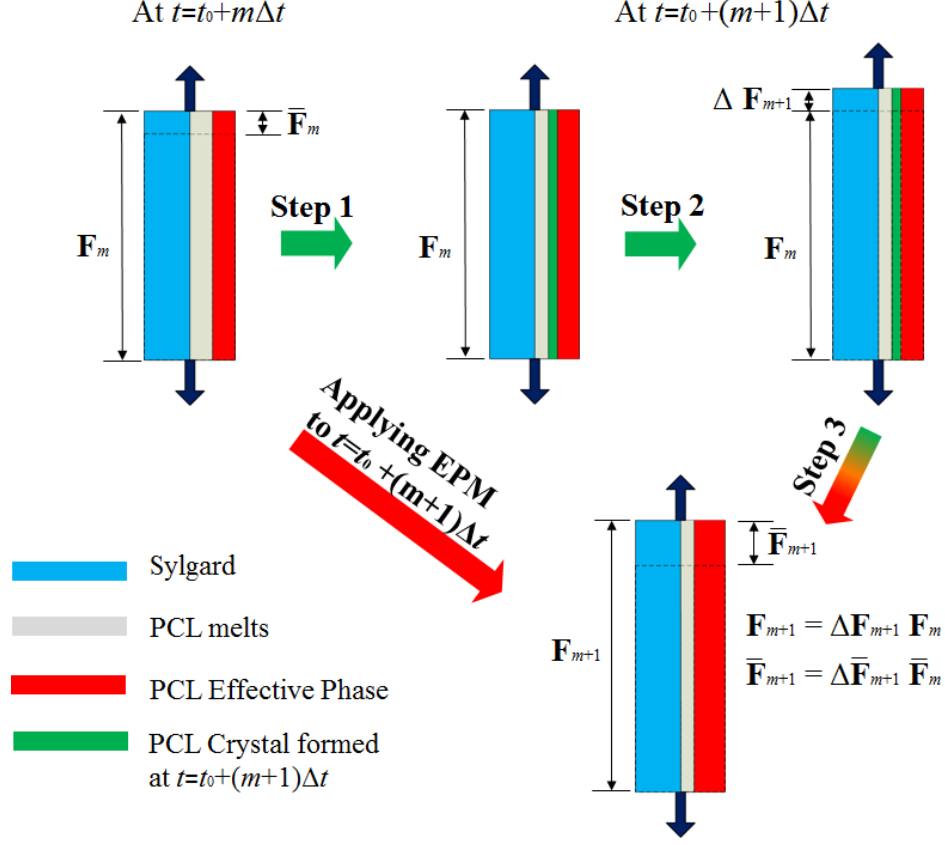 At t=t₀+mΔt
At t=t₀+(m+1)Δt
F̄ₘ
Fₘ
Step 1
Fₘ
Step 2
Δ Fₘ₊₁
Fₘ
Applying EPM
to t=t₀+(m+1)Δt
Step 3
Fₘ₊₁
F̄ₘ₊₁
Fₘ₊₁ = ΔFₘ₊₁ Fₘ
F̄ₘ₊₁ = ΔF̄ₘ₊₁ F̄ₘ
Sylgard
PCL melts
PCL Effective Phase
PCL Crystal formed
at t=t₀+(m+1)Δt